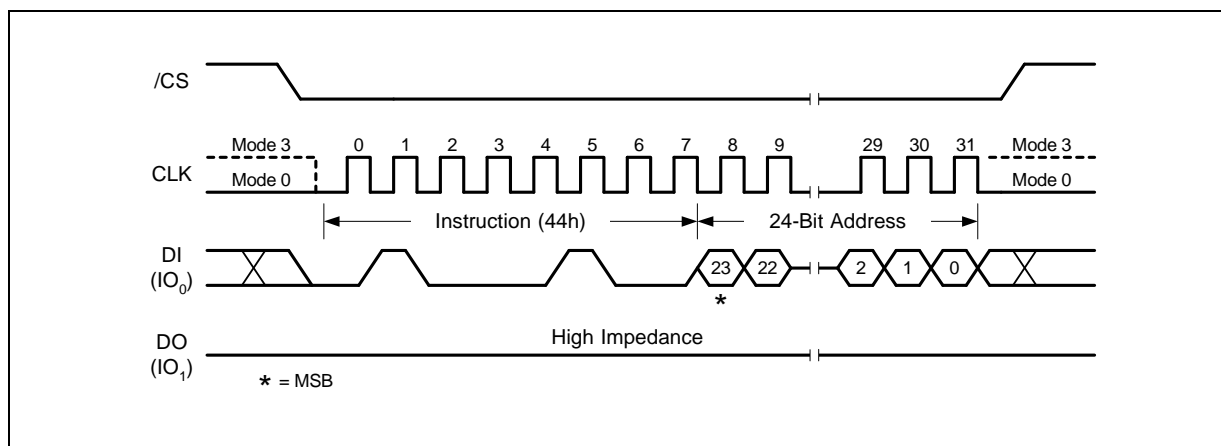 /CS
Mode 3 0 1 2 3 4 5 6 7 8 9 29 30 31 Mode 3
CLK Mode 0 Mode 0
Instruction (44h) 24-Bit Address
DI
(IO0) 23 22 2 1 0
*
High Impedance
DO
(IO1)
* = MSB